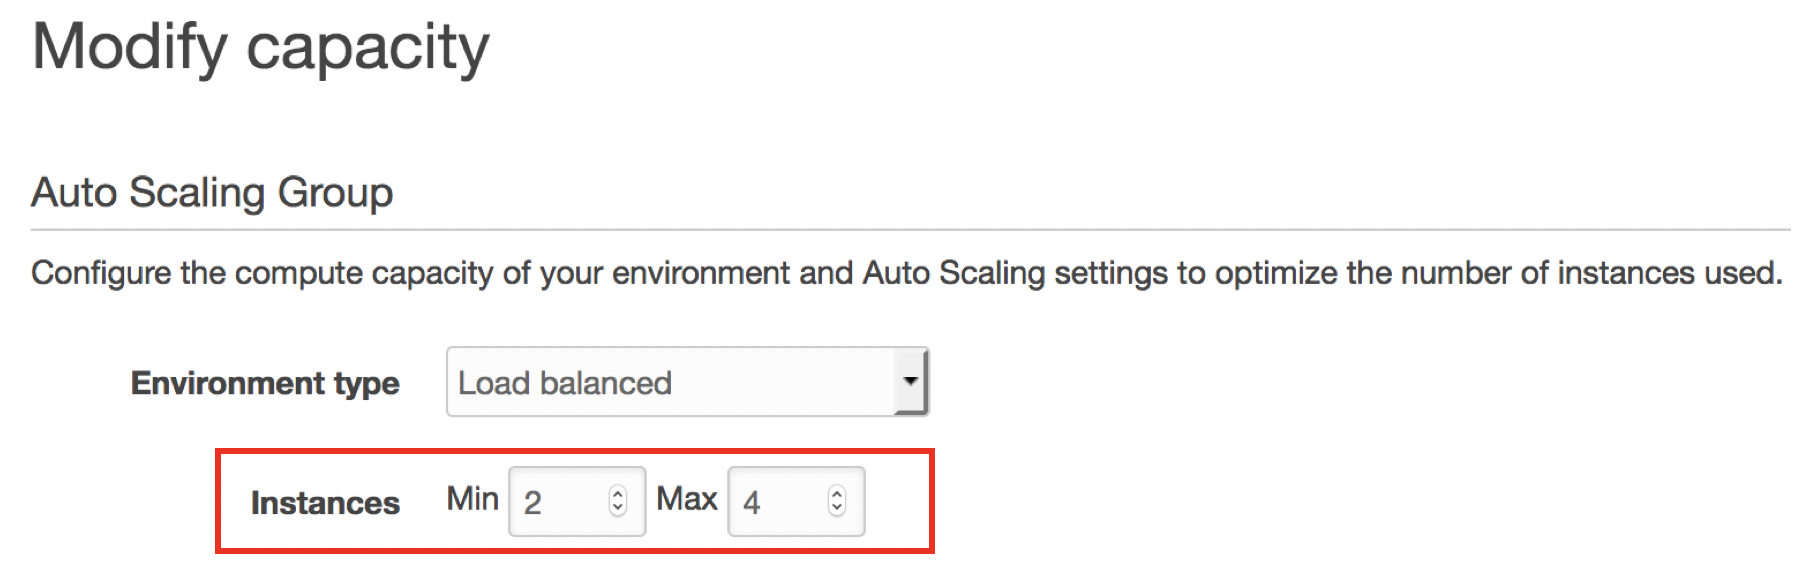 Modify capacity
Auto Scaling Group
Configure the compute capacity of your environment and Auto Scaling settings to optimize the number of instances used.
Environment type Load balanced
Instances Min 2 Max 4